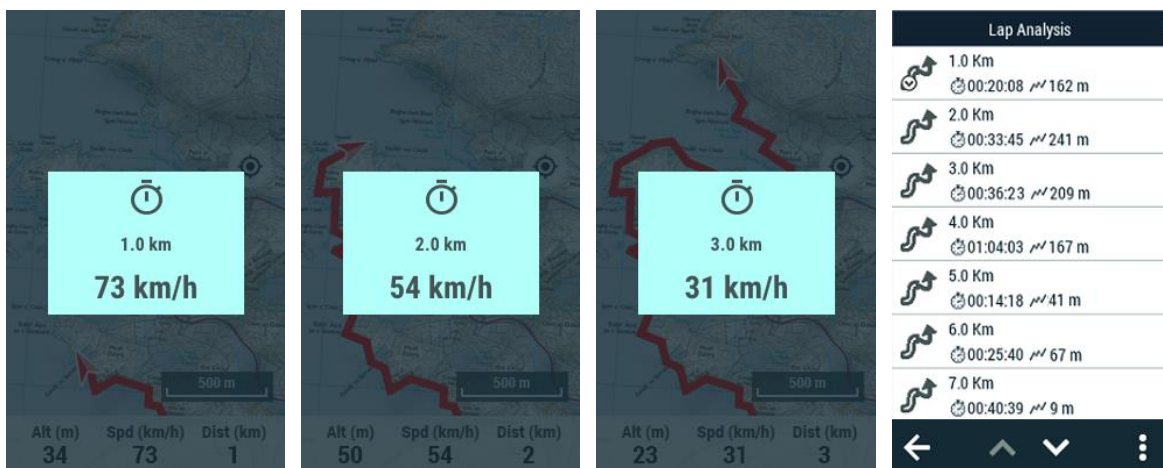 1.0 km
73 km/h
500 m
Alt (m) Spd (km/h) Dist (km)
34 73 1
2.0 km
54 km/h
500 m
Alt (m) Spd (km/h) Dist (km)
50 54 2
3.0 km
31 km/h
500 m
Alt (m) Spd (km/h) Dist (km)
23 31 3
Lap Analysis
1.0 Km
00:20:08 162 m
2.0 Km
00:33:45 241 m
3.0 Km
00:36:23 209 m
4.0 Km
01:04:03 167 m
5.0 Km
00:14:18 41 m
6.0 Km
00:25:40 67 m
7.0 Km
00:40:39 9 m